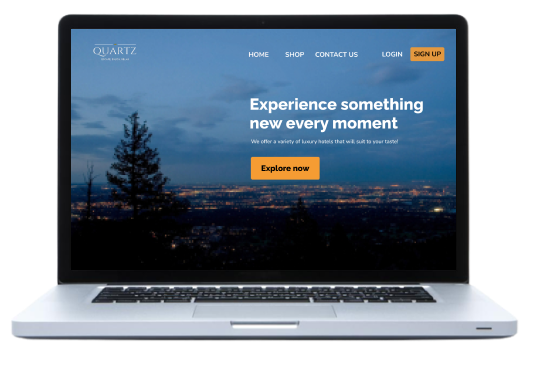 QUARTZ
HOME SHOP CONTACT US LOGIN SIGN UP
Experience something
new every moment
We offer a variety of luxury hotels that will suit to your taste!
Explore now